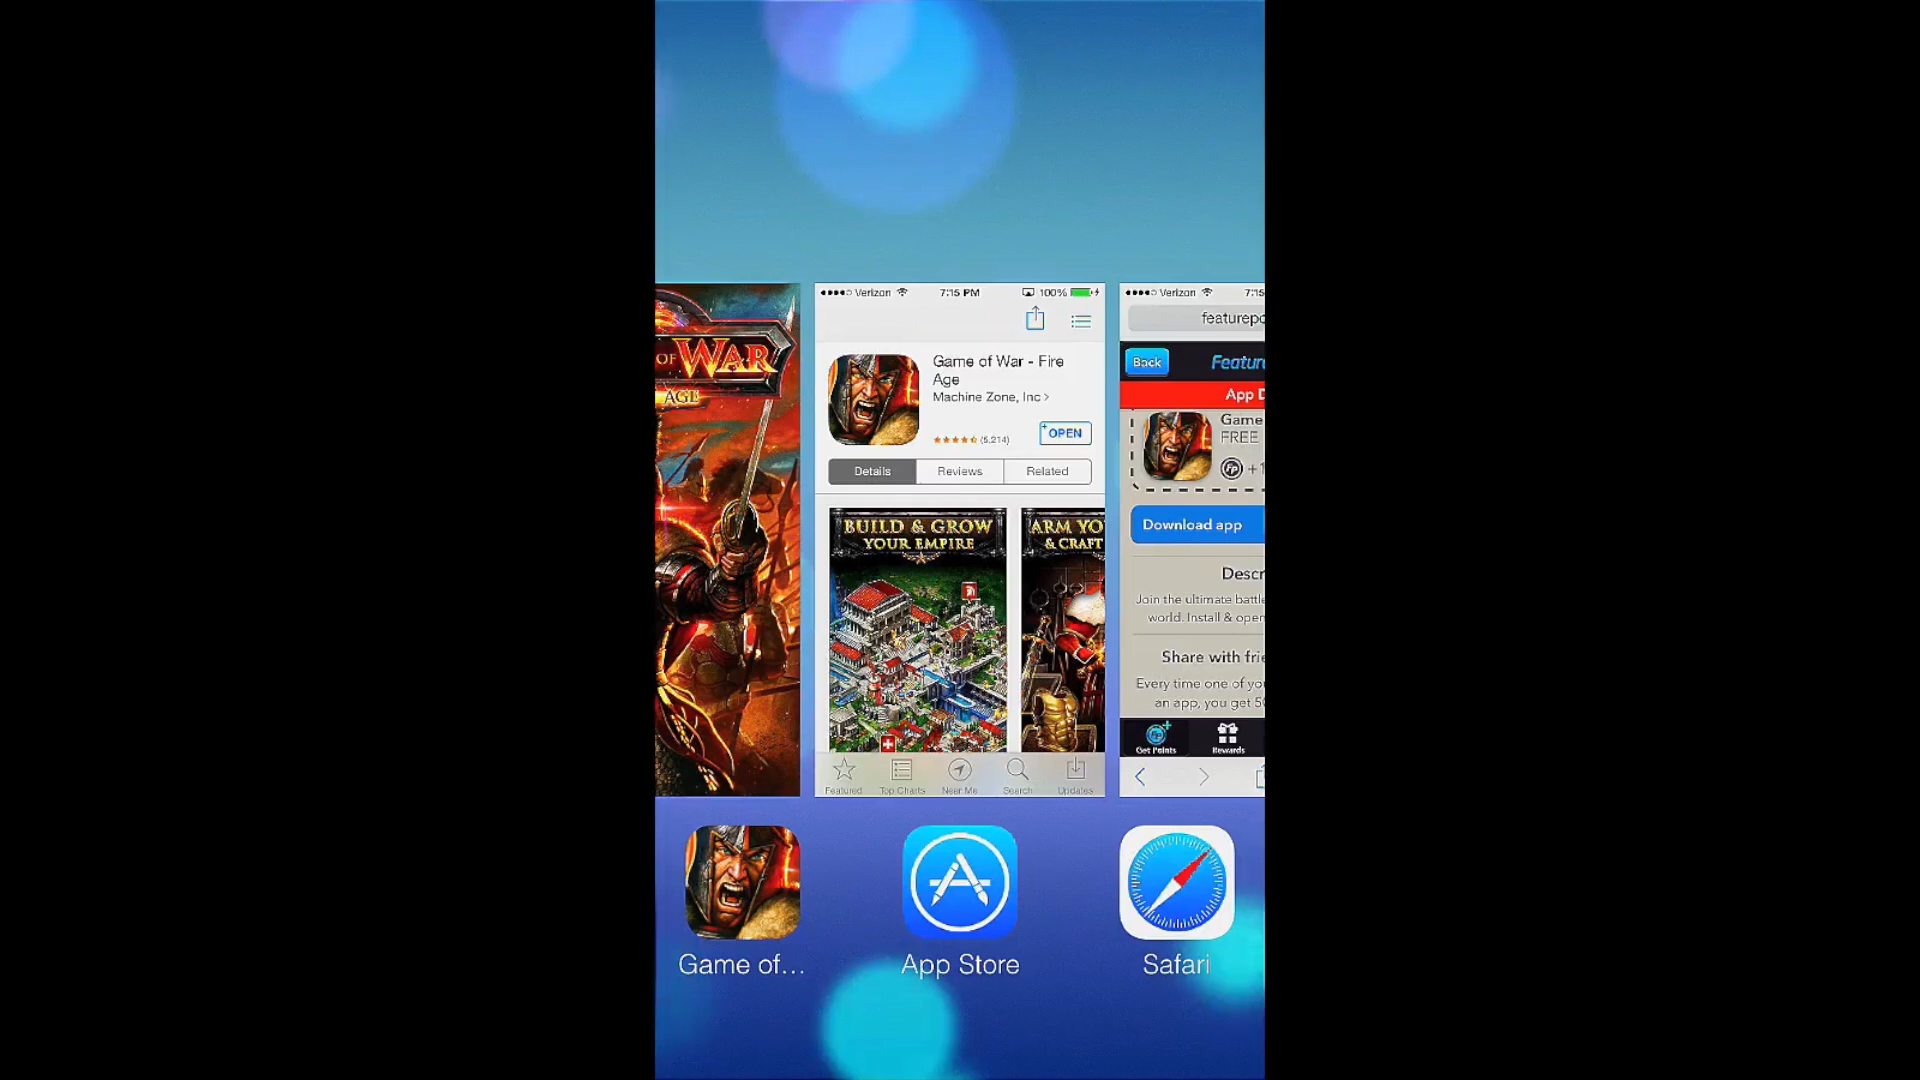 OF WAR
AGE
Verizon
7:15 PM
100%
Game of War - Fire
Age
Machine Zone, Inc >
(5,214)
+OPEN
Details
Reviews
Related
BUILD & GROW
YOUR EMPIRE
ARM YO
& CRAFT
Featured
Top Charts
Near Me
Search
Updates
Verizon
7:15
featurepo
Back
Featur
App D
Game
FREE
fp +1
Download app
Descr
Join the ultimate battle
world. Install & open
Share with frie
Every time one of yo
an app, you get 50
Get Points
Rewards
Game of...
App Store
Safari